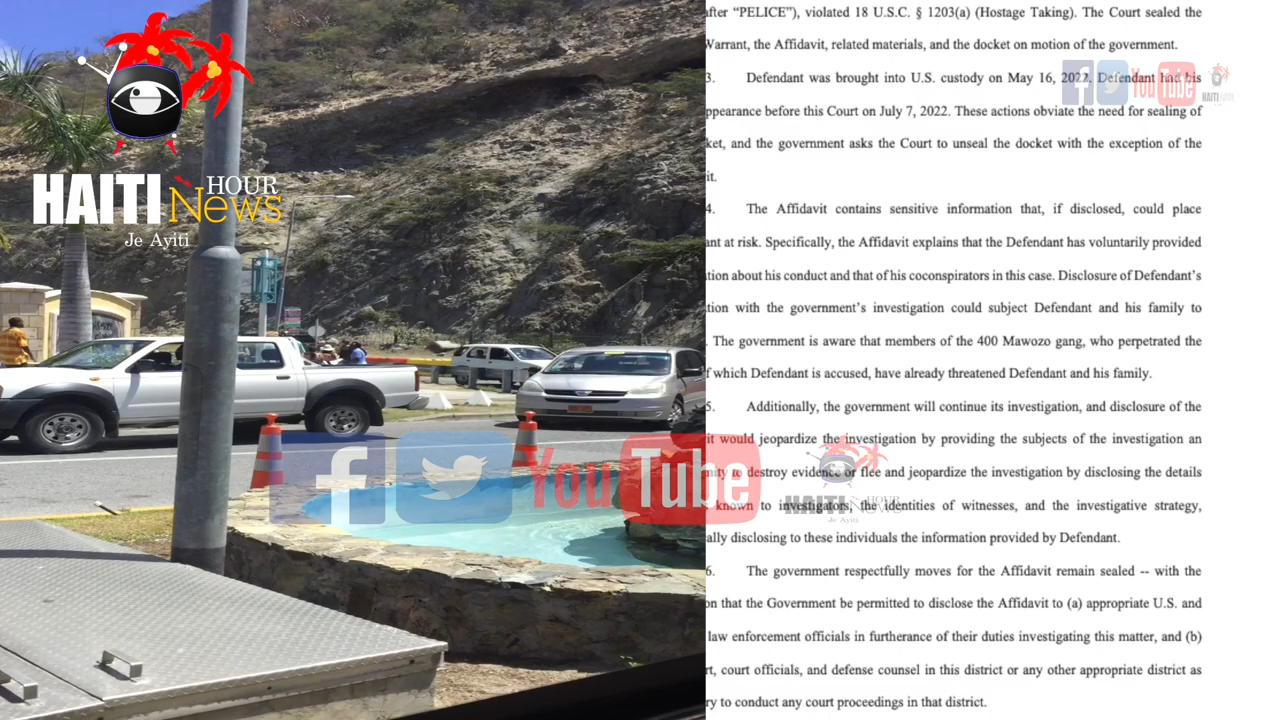 HAITI HOUR
News
Je Ayiti
f YouTube
HAITI HOUR
NEWS
Je Ayiti
after “PELICE”), violated 18 U.S.C. § 1203(a) (Hostage Taking). The Court sealed the
Warrant, the Affidavit, related materials, and the docket on motion of the government.
3. Defendant was brought into U.S. custody on May 16, 2022. Defendant had his
ppearance before this Court on July 7, 2022. These actions obviate the need for sealing of
ket, and the government asks the Court to unseal the docket with the exception of the
it.
4. The Affidavit contains sensitive information that, if disclosed, could place
ant at risk. Specifically, the Affidavit explains that the Defendant has voluntarily provided
ation about his conduct and that of his coconspirators in this case. Disclosure of Defendant’s
tion with the government’s investigation could subject Defendant and his family to
. The government is aware that members of the 400 Mawozo gang, who perpetrated the
f which Defendant is accused, have already threatened Defendant and his family.
5. Additionally, the government will continue its investigation, and disclosure of the
it would jeopardize the investigation by providing the subjects of the investigation an
nity to destroy evidence or flee and jeopardize the investigation by disclosing the details
known to investigators, the identities of witnesses, and the investigative strategy,
ally disclosing to these individuals the information provided by Defendant.
6. The government respectfully moves for the Affidavit remain sealed -- with the
on that the Government be permitted to disclose the Affidavit to (a) appropriate U.S. and
law enforcement officials in furtherance of their duties investigating this matter, and (b)
rt, court officials, and defense counsel in this district or any other appropriate district as
ry to conduct any court proceedings in that district.
f YouTube
HAITI